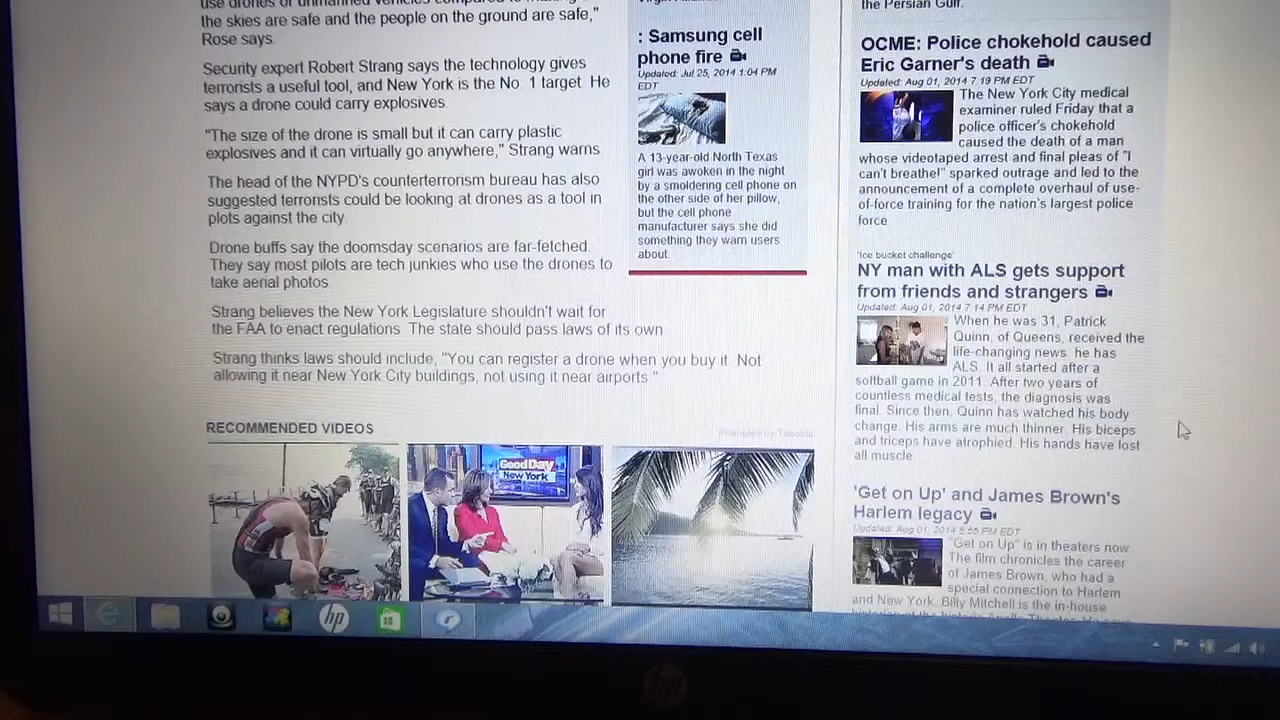 the skies are safe and the people on the ground are safe,"
Rose says.
Security expert Robert Strang says the technology gives
terrorists a useful tool, and New York is the No. 1 target. He
says a drone could carry explosives.
"The size of the drone is small but it can carry plastic
explosives and it can virtually go anywhere," Strang warns
The head of the NYPD's counterterrorism bureau has also
suggested terrorists could be looking at drones as a tool in
plots against the city.
Drone buffs say the doomsday scenarios are far-fetched.
They say most pilots are tech junkies who use the drones to
take aerial photos
Strang believes the New York Legislature shouldn't wait for
the FAA to enact regulations. The state should pass laws of its own.
Strang thinks laws should include, "You can register a drone when you buy it. Not
allowing it near New York City buildings, not using it near airports."
RECOMMENDED VIDEOS
Promoted by Taboola
GoodDay
New York
: Samsung cell
phone fire
Updated: Jul 25, 2014 1:04 PM
EDT
A 13-year-old North Texas
girl was awoken in the night
by a smoldering cell phone on
the other side of her pillow,
but the cell phone
manufacturer says she did
something they warn users
about.
the Persian Gulf.
OCME: Police chokehold caused
Eric Garner's death
Updated: Aug 01, 2014 7:19 PM EDT
The New York City medical
examiner ruled Friday that a
police officer's chokehold
caused the death of a man
whose videotaped arrest and final pleas of "I
can't breathe!" sparked outrage and led to the
announcement of a complete overhaul of use-
of-force training for the nation's largest police
force
'Ice bucket challenge'
NY man with ALS gets support
from friends and strangers
Updated: Aug 01, 2014 7:14 PM EDT
When he was 31, Patrick
Quinn, of Queens, received the
life-changing news: he has
ALS. It all started after a
softball game in 2011. After two years of
countless medical tests, the diagnosis was
final. Since then, Quinn has watched his body
change. His arms are much thinner. His biceps
and triceps have atrophied. His hands have lost
all muscle.
'Get on Up' and James Brown's
Harlem legacy
Updated: Aug 01, 2014 PM EDT
"Get on Up" is in theaters now
The film chronicles the career
of James Brown, who had a
special connection to Harlem
and New York. Billy Mitchell is the in-house
hp
hp